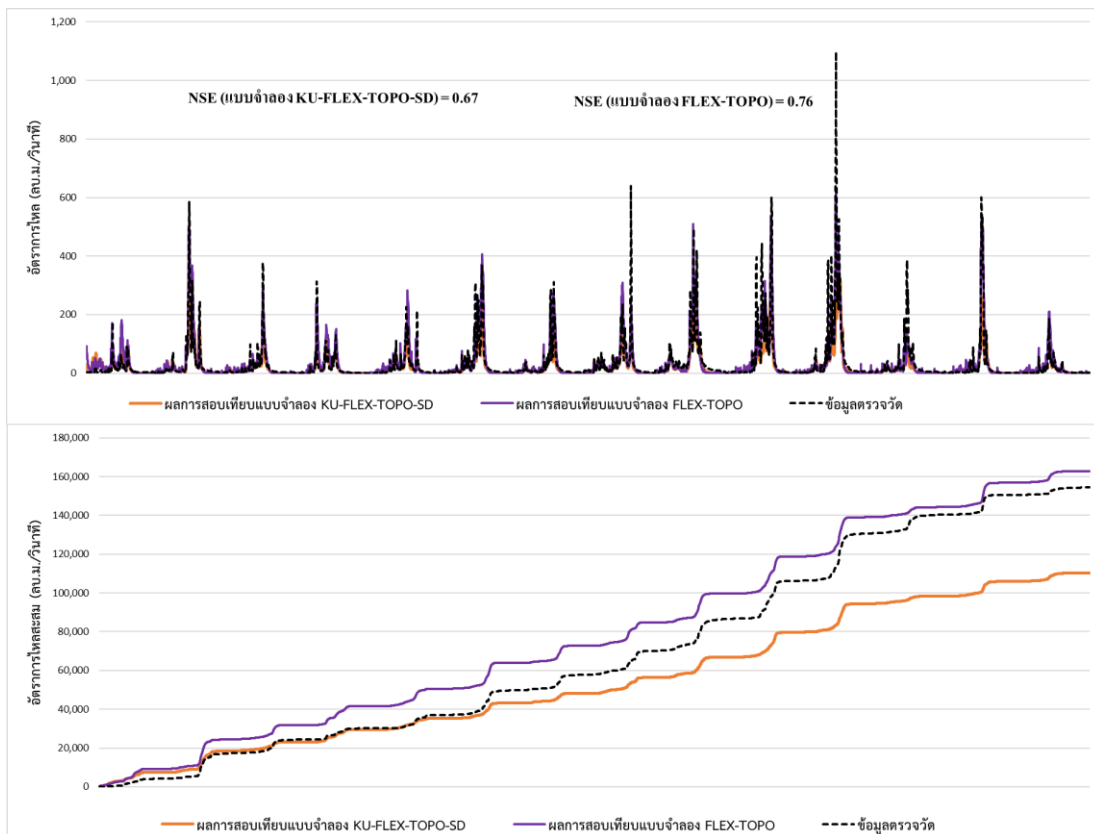 1,200
1,000
800
600
400
200
0
อัตราการไหล (ลบ.ม./วินาที)
NSE (แบบจำลอง KU-FLEX-TOPO-SD) = 0.67
NSE (แบบจำลอง FLEX-TOPO) = 0.76
ผลการสอบเทียบแบบจำลอง KU-FLEX-TOPO-SD
ผลการสอบเทียบแบบจำลอง FLEX-TOPO
ข้อมูลตรวจวัด
180,000
160,000
140,000
120,000
100,000
80,000
60,000
40,000
20,000
0
อัตราการไหลสะสม (ลบ.ม./วินาที)
ผลการสอบเทียบแบบจำลอง KU-FLEX-TOPO-SD
ผลการสอบเทียบแบบจำลอง FLEX-TOPO
ข้อมูลตรวจวัด